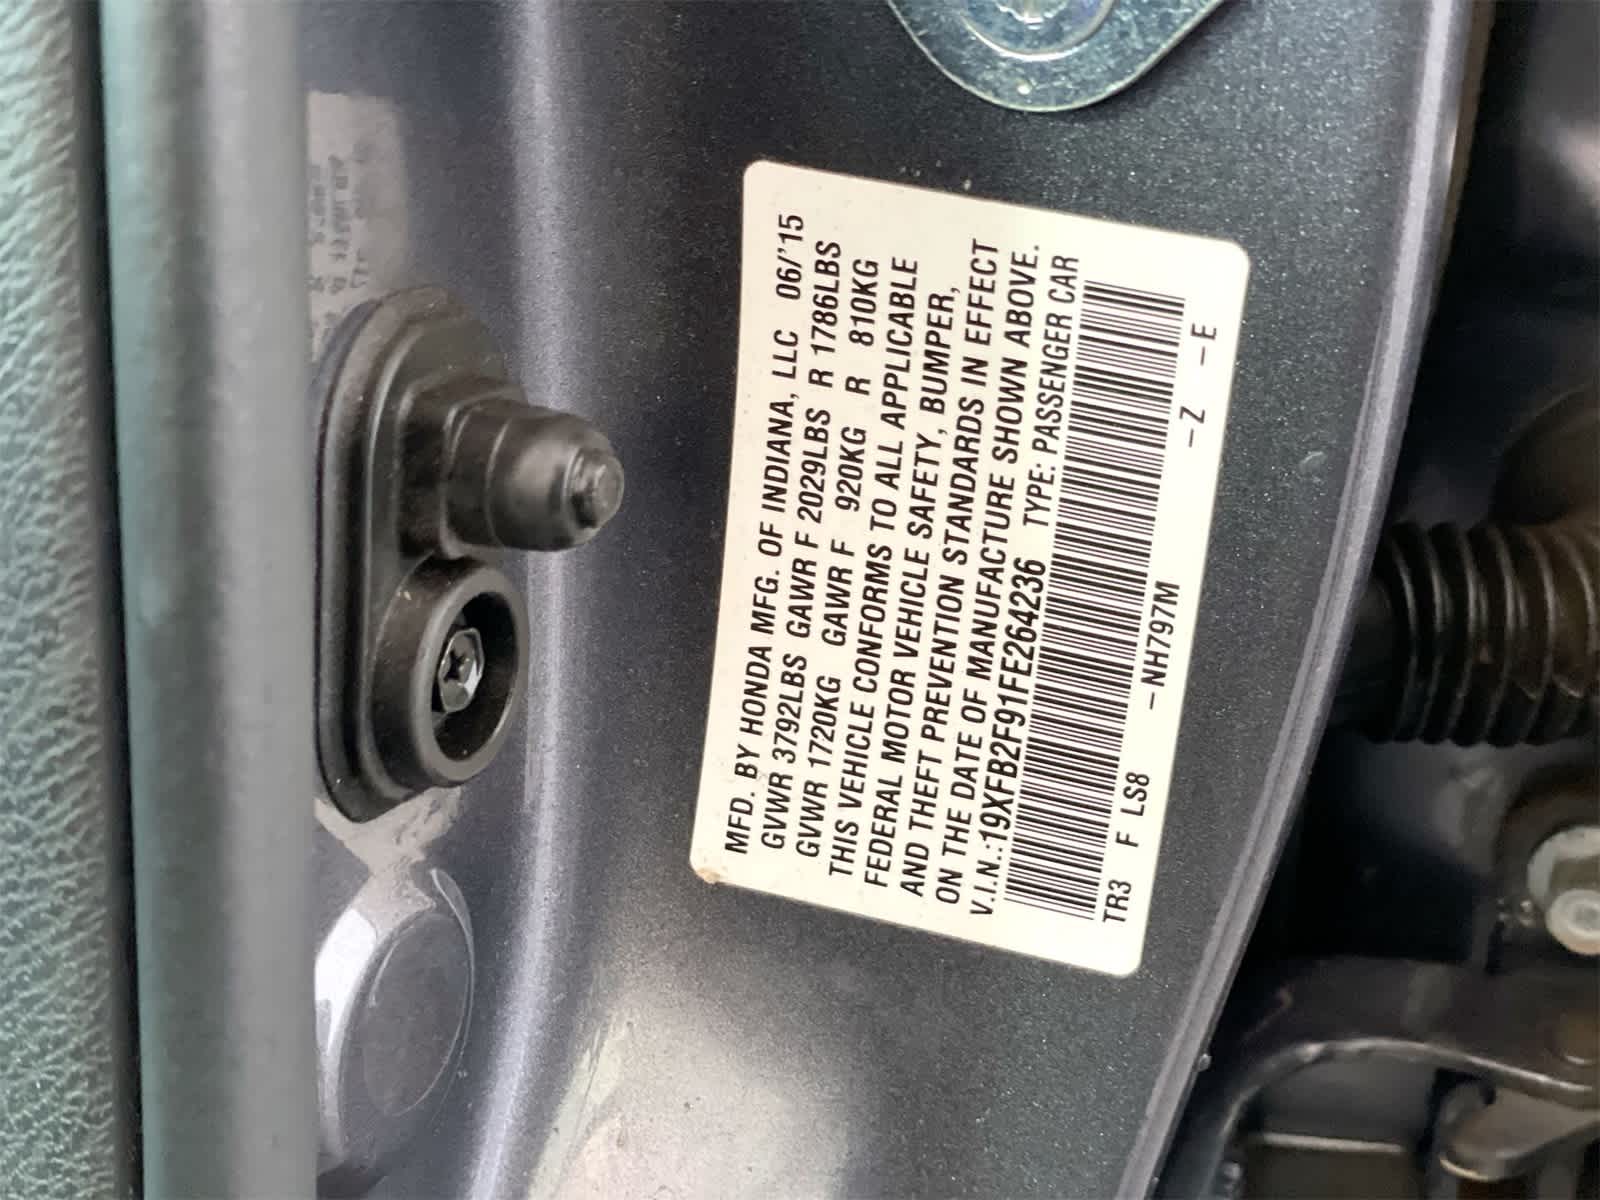 MFD. BY HONDA MFG. OF INDIANA, LLC 06/'15
GVWR 3792LBS GAWR F 2029LBS R 1786LBS
GVWR 1720KG GAWR F 920KG R 810KG
THIS VEHICLE CONFORMS TO ALL APPLICABLE
FEDERAL MOTOR VEHICLE SAFETY, BUMPER,
AND THEFT PREVENTION STANDARDS IN EFFECT
ON THE DATE OF MANUFACTURE SHOWN ABOVE.
V.I.N.:19XFB2F91FE264236 TYPE: PASSENGER CAR
TR3 F LS8 -NH797M -Z -E